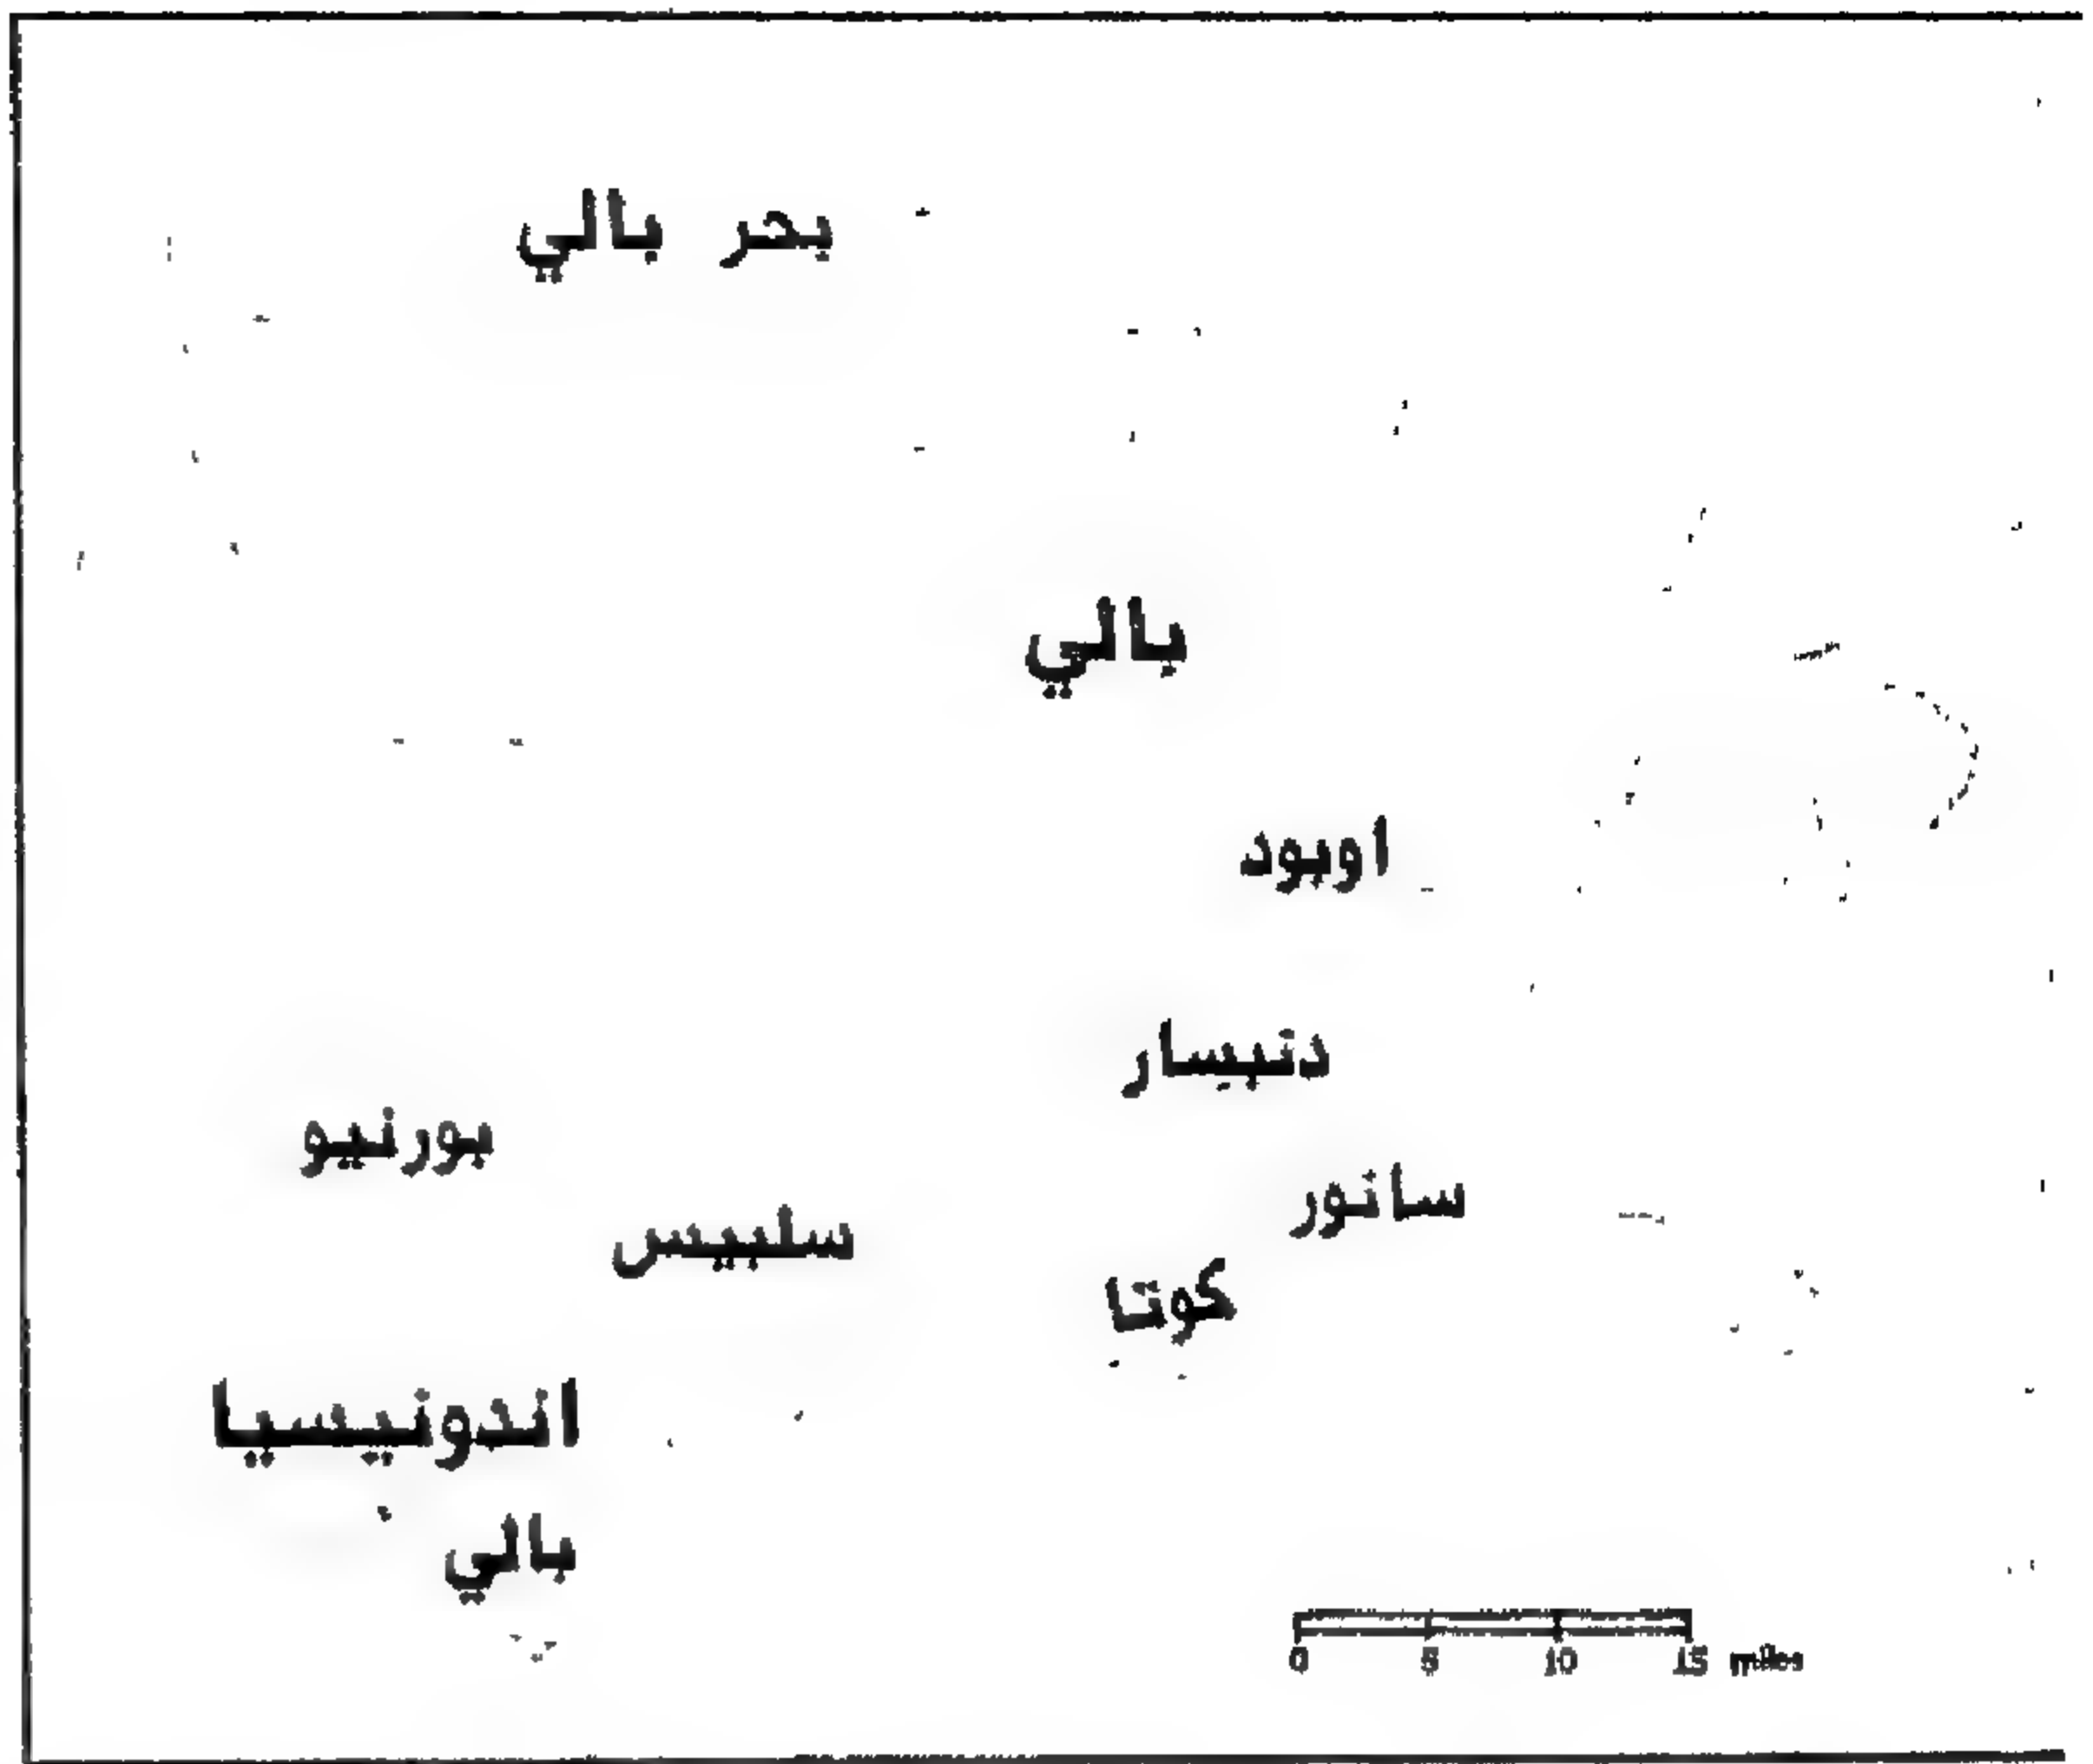 بحر بالي
بالي
اوبود
دنبسار
بورنيو
سانور
سلبيس
كوتا
اندونيسيا
بالي
0 5 10 15 miles